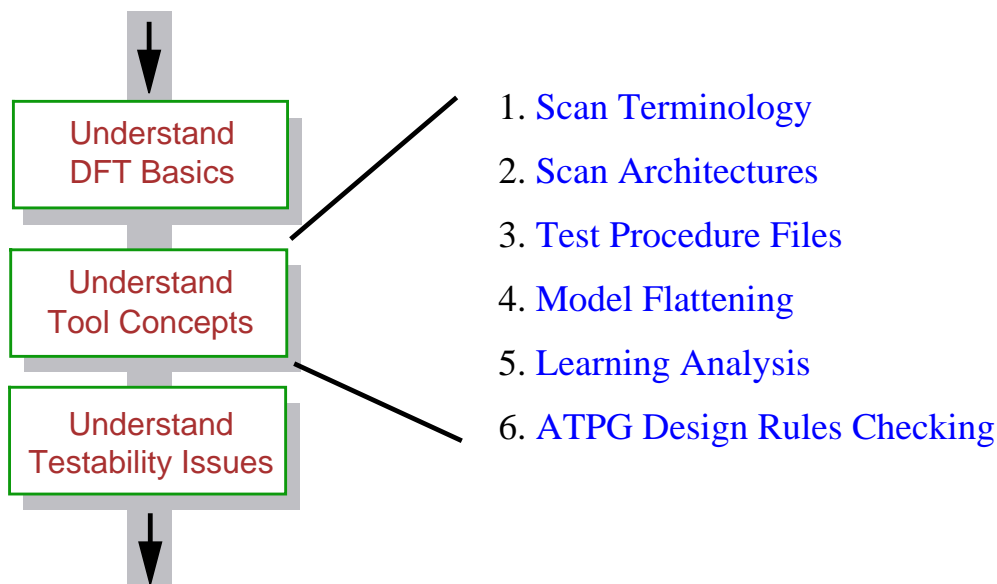 Understand
DFT Basics
Understand
Tool Concepts
Understand
Testability Issues
1. Scan Terminology
2. Scan Architectures
3. Test Procedure Files
4. Model Flattening
5. Learning Analysis
6. ATPG Design Rules Checking